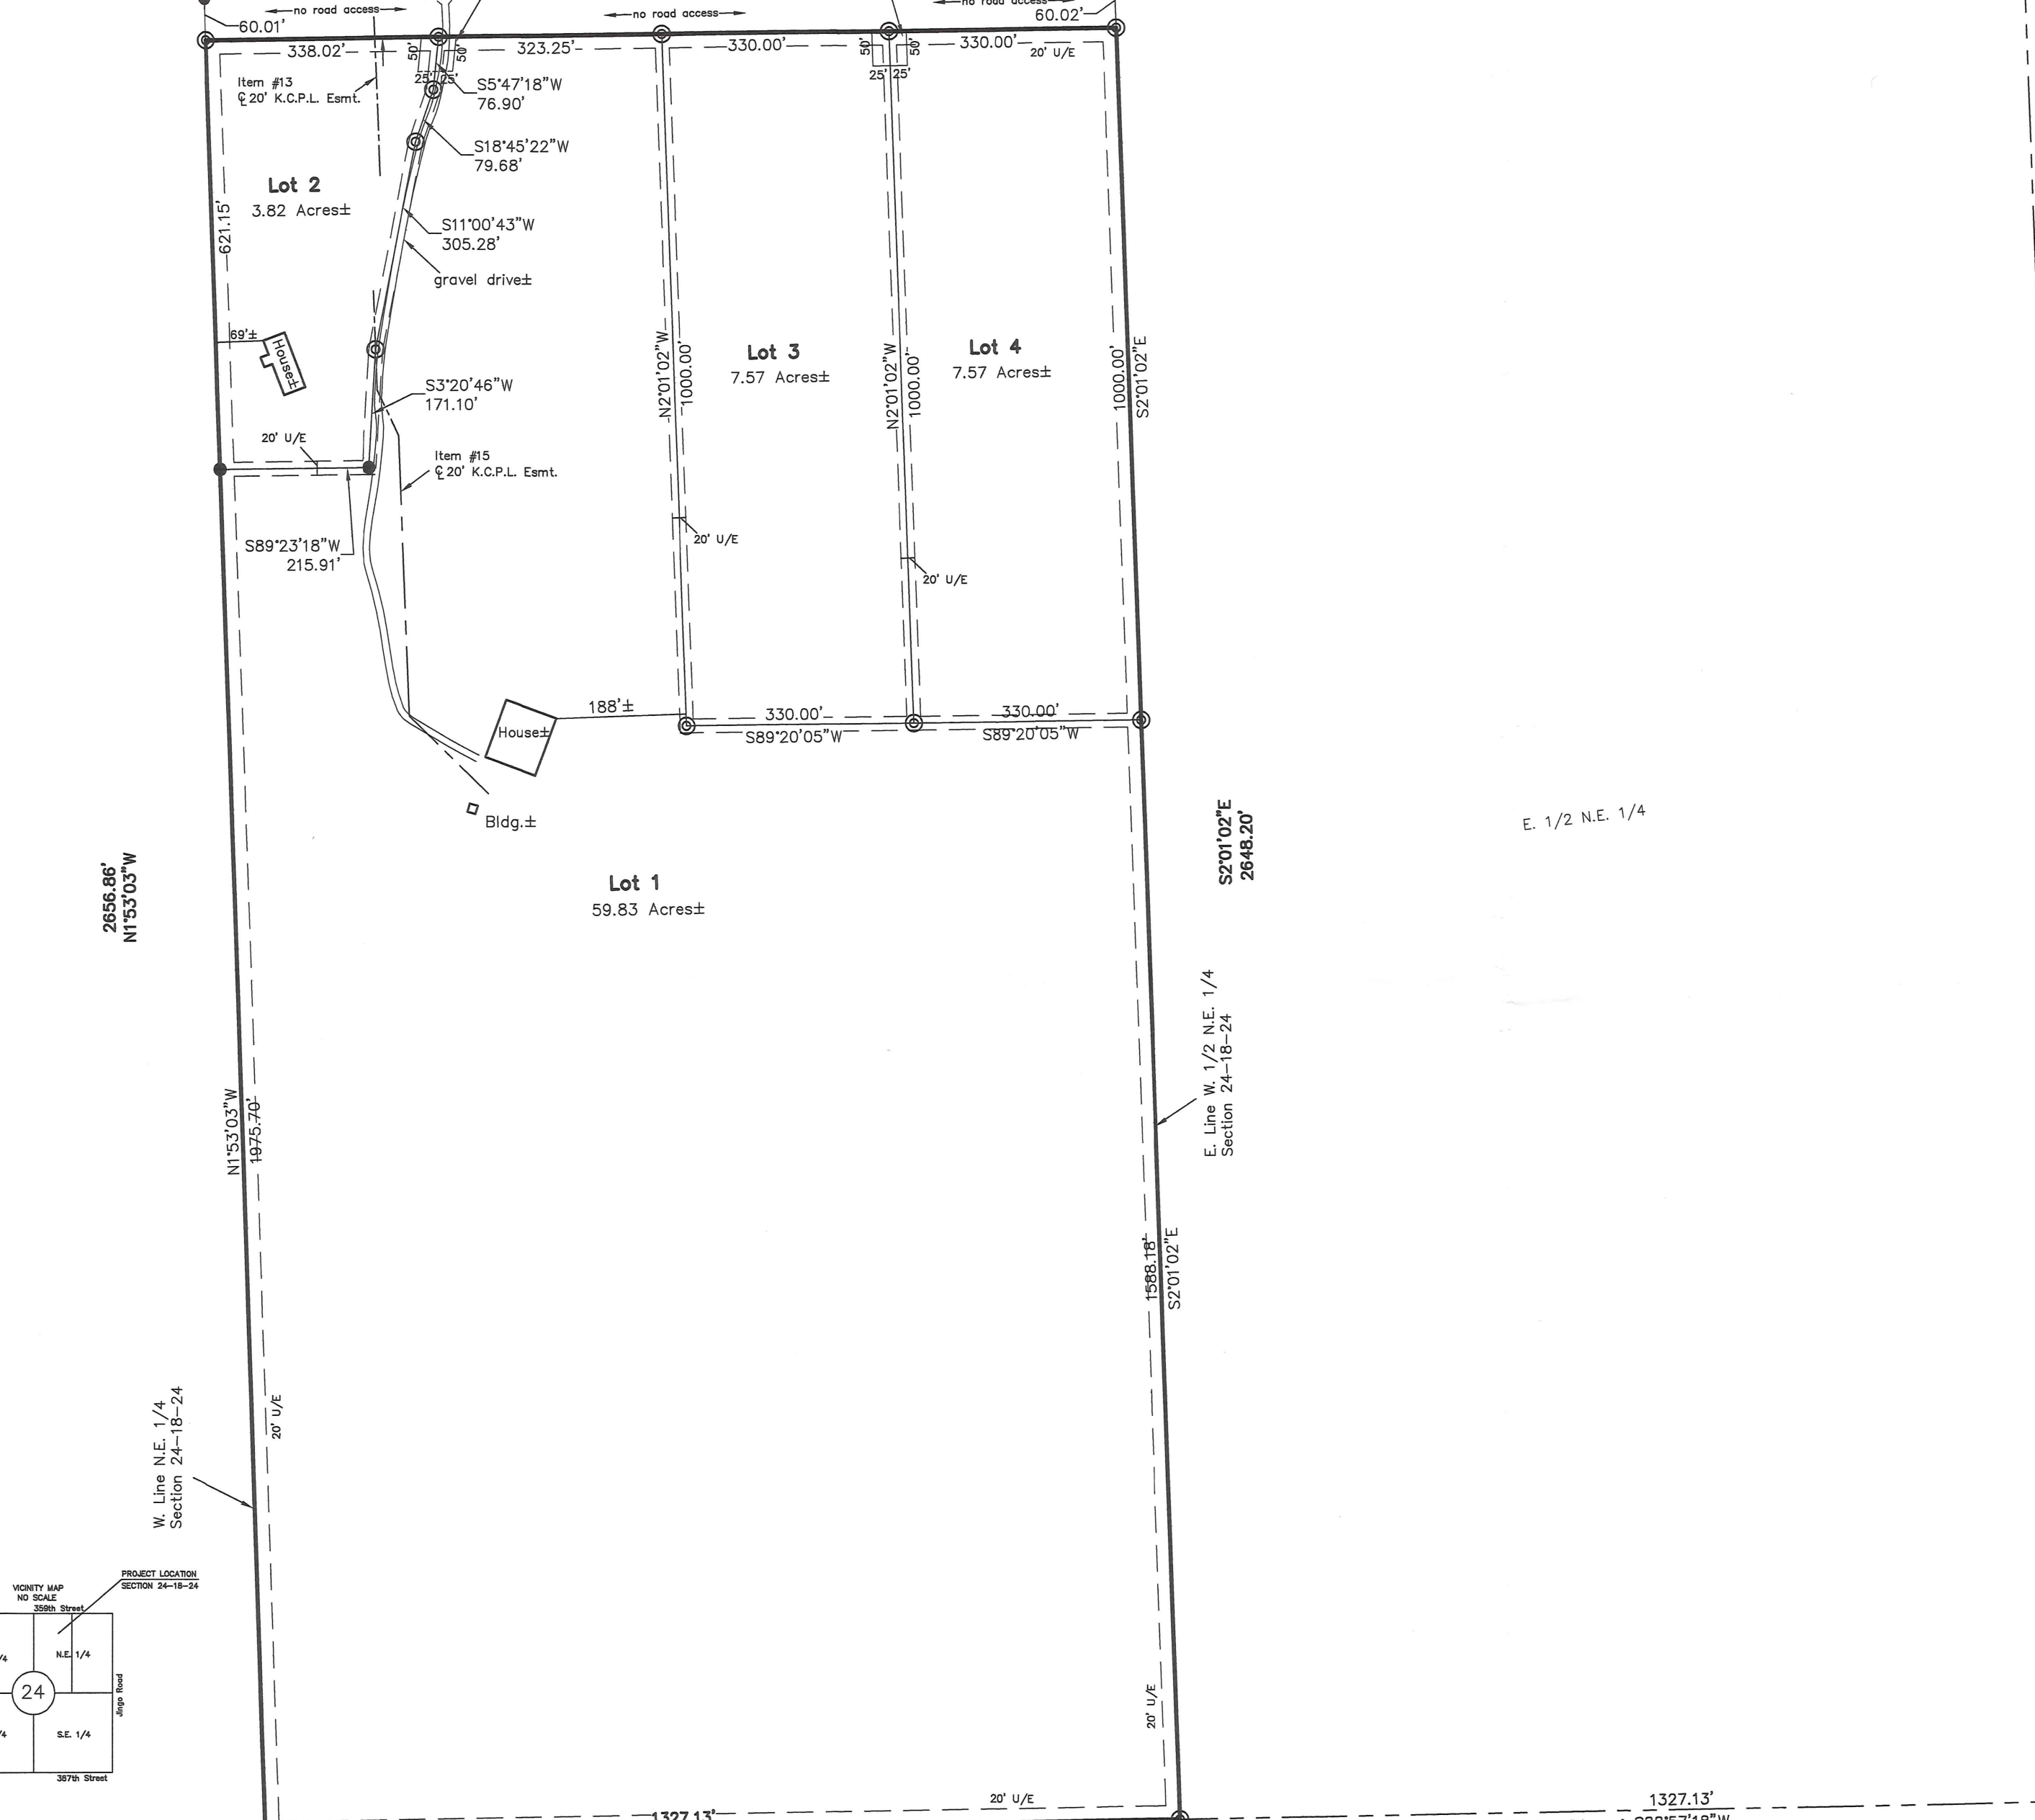 no road access
no road access
no road access
60.01'
60.02'
338.02'
50'
50'
323.25'
330.00'
50'
50'
330.00'
20' U/E
25' 25'
25' 25'
Item #13
℄ 20' K.C.P.L. Esmt.
S5°47'18"W
76.90'
S18°45'22"W
79.68'
Lot 2
3.82 Acres±
621.15'
S11°00'43"W
305.28'
gravel drive±
69'±
House±
S3°20'46"W
171.10'
N2°01'02"W
1000.00'
Lot 3
7.57 Acres±
N2°01'02"W
1000.00'
Lot 4
7.57 Acres±
1000.00'
S2°01'02"E
20' U/E
Item #15
℄ 20' K.C.P.L. Esmt.
S89°23'18"W
215.91'
20' U/E
20' U/E
188'±
House±
Bldg.±
330.00'
S89°20'05"W
330.00'
S89°20'05"W
2656.86'
N1°53'03"W
Lot 1
59.83 Acres±
S2°01'02"E
2648.20'
E. 1/2 N.E. 1/4
N1°53'03"W
1975.70'
E. Line W. 1/2 N.E. 1/4
Section 24-18-24
1588.18'
S2°01'02"E
W. Line N.E. 1/4
Section 24-18-24
20' U/E
20' U/E
VICINITY MAP
NO SCALE
PROJECT LOCATION
SECTION 24-18-24
359th Street
N.E. 1/4
/4
24
Jingo Road
/4
S.E. 1/4
367th Street
20' U/E
1327.13'
1327.13'